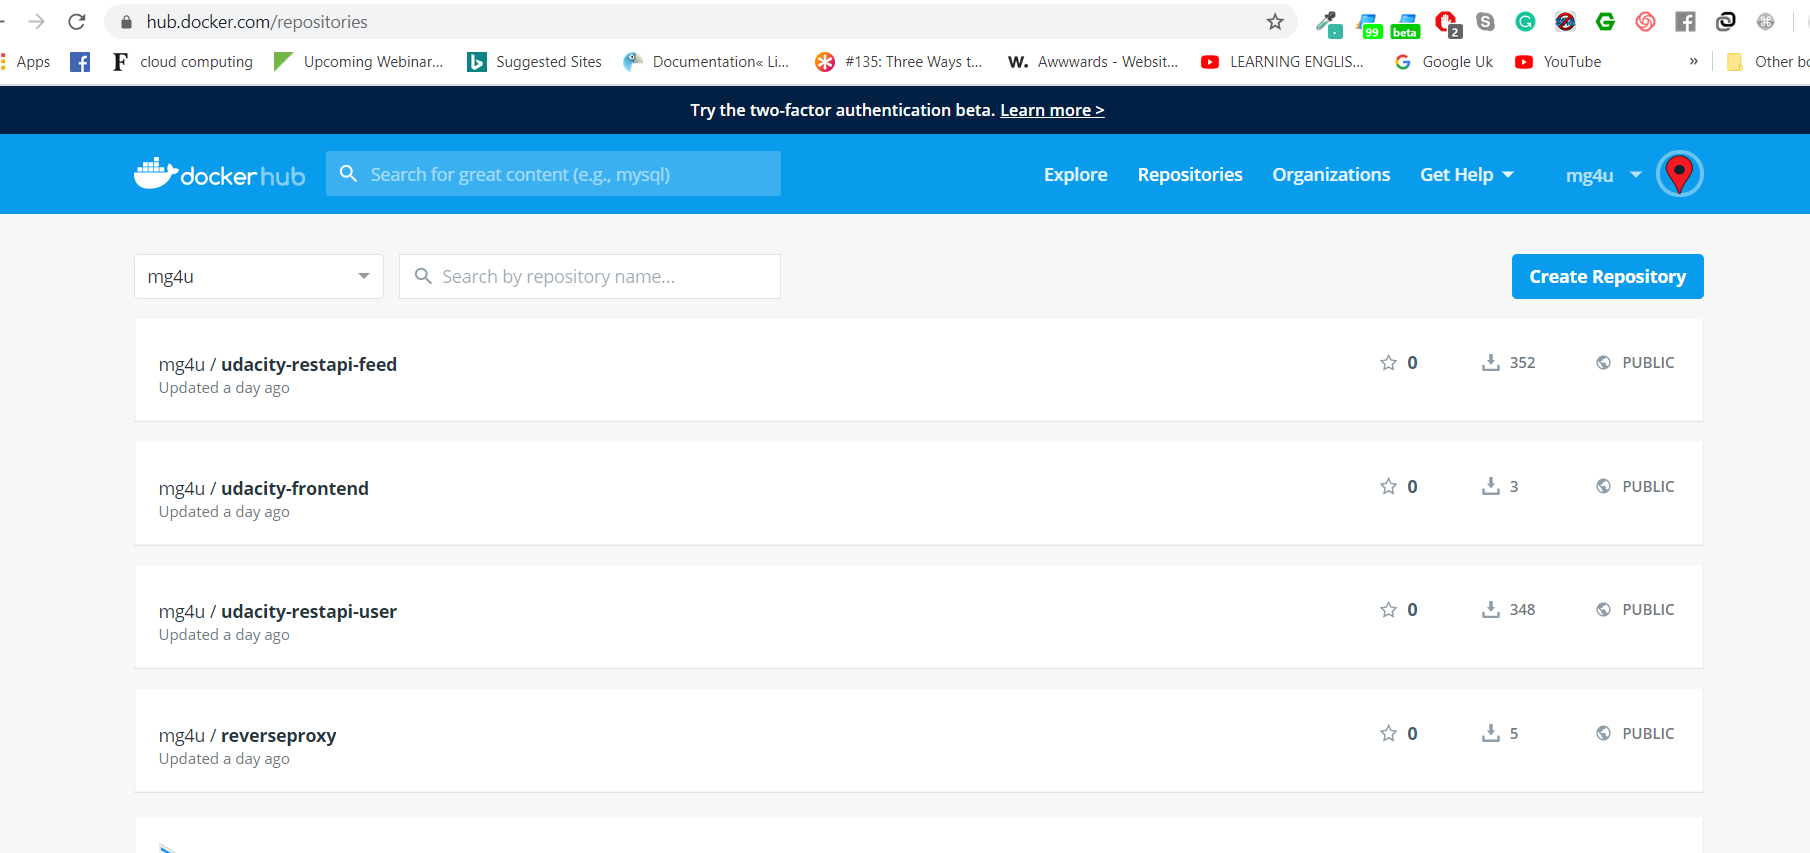 hub.docker.com/repositories
99 beta 2
Apps F cloud computing Upcoming Webinar... Suggested Sites Documentation« Li... #135: Three Ways t... W. Awwwards - Websit... LEARNING ENGLIS... Google Uk YouTube » Other bo
Try the two-factor authentication beta. Learn more >
docker hub Search for great content (e.g., mysql) Explore Repositories Organizations Get Help mg4u
mg4u Search by repository name... Create Repository
mg4u / udacity-restapi-feed 0 352 PUBLIC
Updated a day ago
mg4u / udacity-frontend 0 3 PUBLIC
Updated a day ago
mg4u / udacity-restapi-user 0 348 PUBLIC
Updated a day ago
mg4u / reverseproxy 0 5 PUBLIC
Updated a day ago